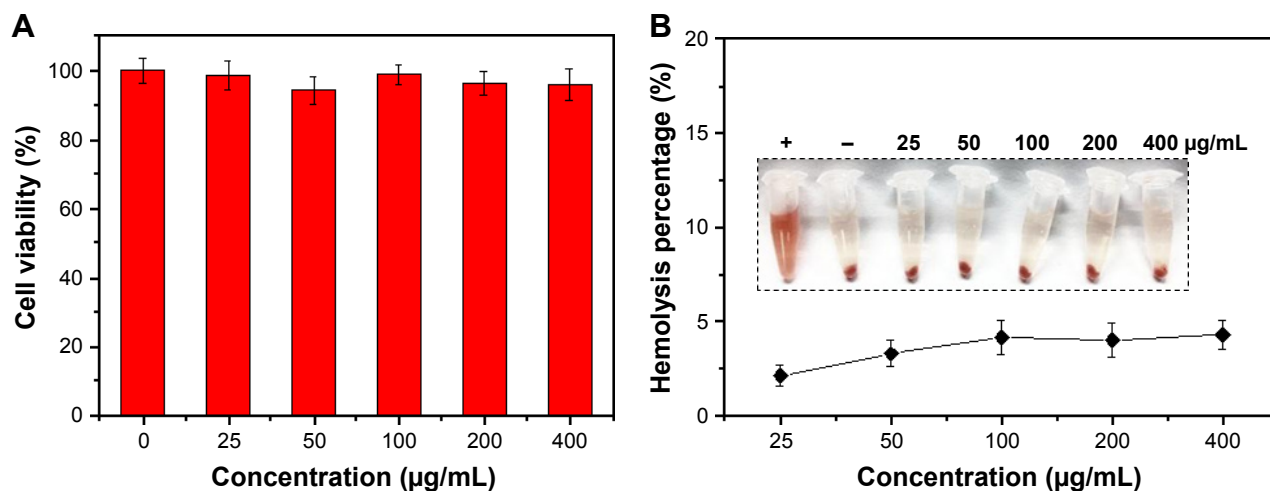 A
Cell viability (%)
100
80
60
40
20
0
0 25 50 100 200 400
Concentration (µg/mL)
B
Hemolysis percentage (%)
20
15
10
5
0
+ − 25 50 100 200 400 µg/mL
25 50 100 200 400
Concentration (µg/mL)